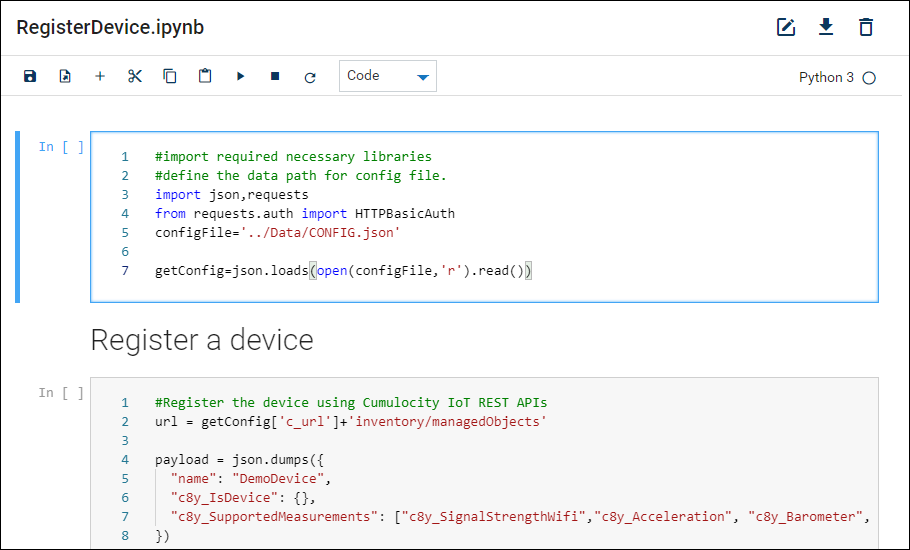 RegisterDevice.ipynb
Code
Python 3
In [ ]
1 #import required necessary libraries
2 #define the data path for config file.
3 import json,requests
4 from requests.auth import HTTPBasicAuth
5 configFile='../Data/CONFIG.json'
6
7 getConfig=json.loads(open(configFile,'r').read())
Register a device
In [ ]
1 #Register the device using Cumulocity IoT REST APIs
2 url = getConfig['c_url']+'inventory/managedObjects'
3
4 payload = json.dumps({
5 "name": "DemoDevice",
6 "c8y_IsDevice": {},
7 "c8y_SupportedMeasurements": ["c8y_SignalStrengthWifi","c8y_Acceleration", "c8y_Barometer",
8 })